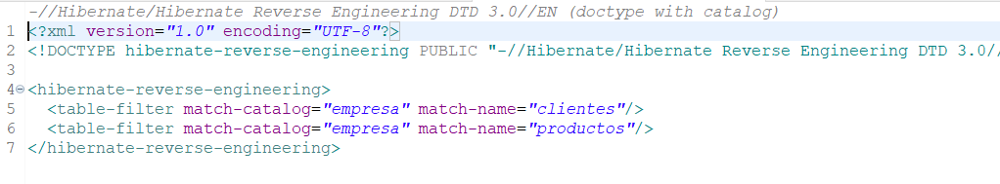 -//Hibernate/Hibernate Reverse Engineering DTD 3.0//EN (doctype with catalog)
1 <?xml version="1.0" encoding="UTF-8"?>
2 <!DOCTYPE hibernate-reverse-engineering PUBLIC "-//Hibernate/Hibernate Reverse Engineering DTD 3.0//
3
4 <hibernate-reverse-engineering>
5   <table-filter match-catalog="empresa" match-name="clientes"/>
6   <table-filter match-catalog="empresa" match-name="productos"/>
7 </hibernate-reverse-engineering>